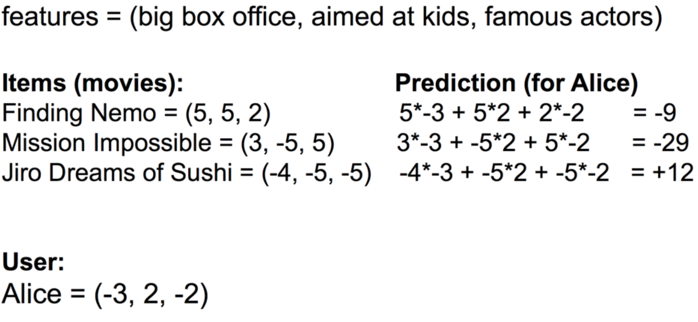 features = (big box office, aimed at kids, famous actors)
Items (movies): Prediction (for Alice)
Finding Nemo = (5, 5, 2) 5*-3 + 5*2 + 2*-2 = -9
Mission Impossible = (3, -5, 5) 3*-3 + -5*2 + 5*-2 = -29
Jiro Dreams of Sushi = (-4, -5, -5) -4*-3 + -5*2 + -5*-2 = +12
User:
Alice = (-3, 2, -2)